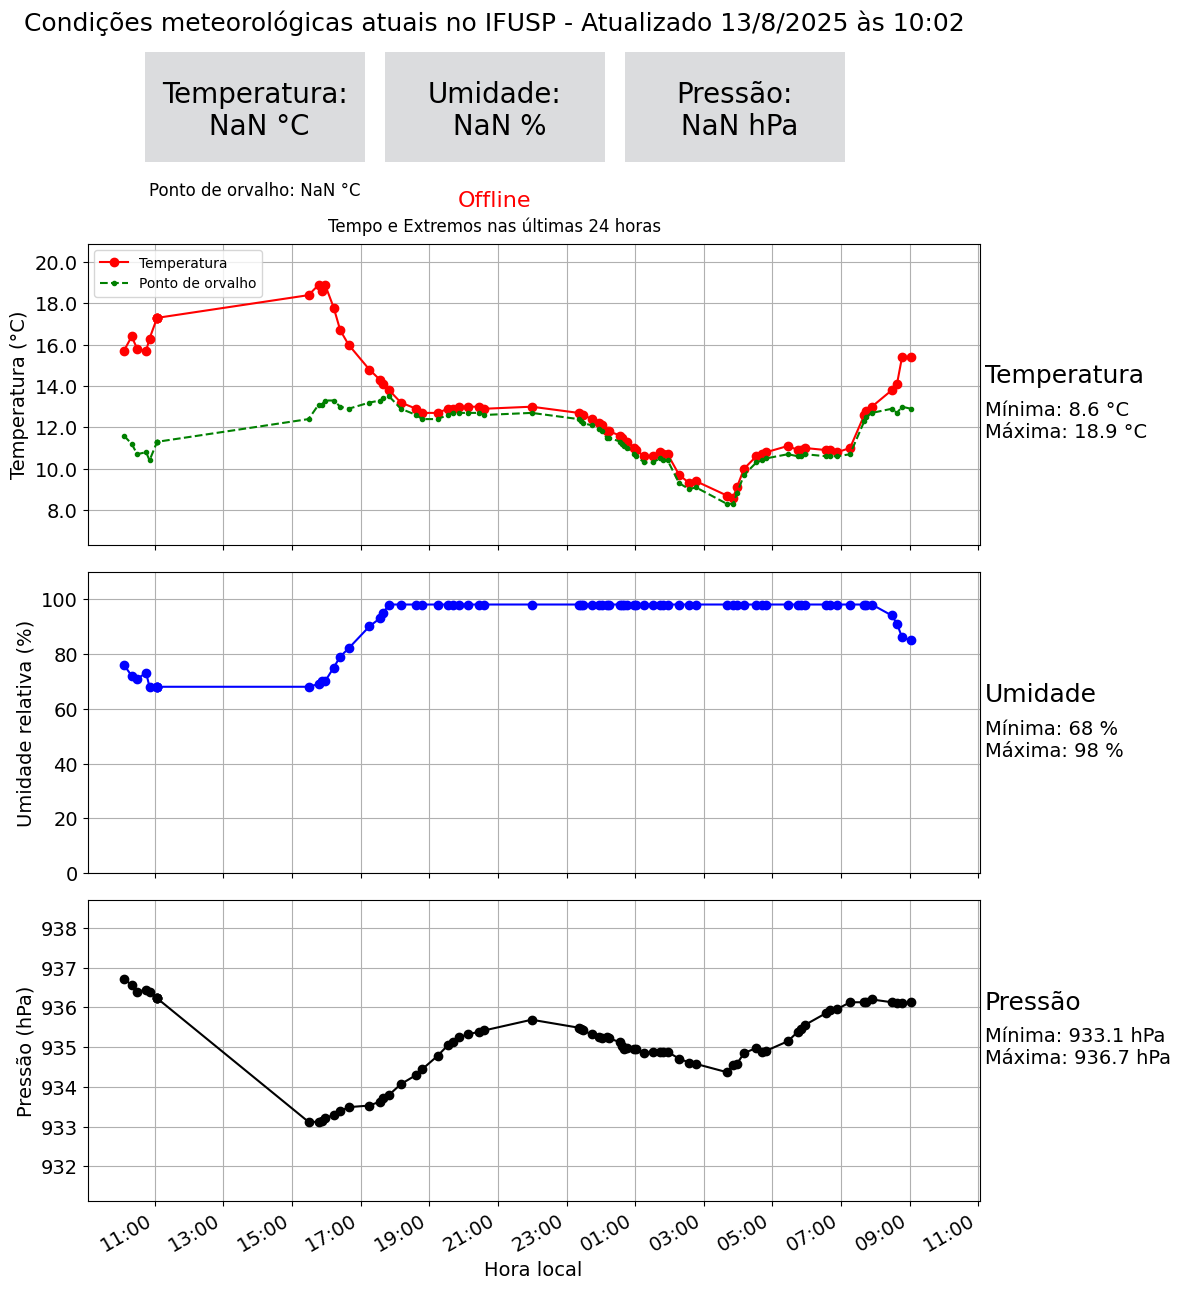 Condições meteorológicas atuais no IFUSP - Atualizado 13/8/2025 às 10:02
Temperatura:
NaN °C
Umidade:
NaN %
Pressão:
NaN hPa
Ponto de orvalho: NaN °C
Offline
Tempo e Extremos nas últimas 24 horas
Temperatura (°C)
20.0
18.0
16.0
14.0
12.0
10.0
8.0
Temperatura
Ponto de orvalho
Temperatura
Mínima: 8.6 °C
Máxima: 18.9 °C
Umidade relativa (%)
100
80
60
40
20
0
Umidade
Mínima: 68 %
Máxima: 98 %
Pressão (hPa)
938
937
936
935
934
933
932
Pressão
Mínima: 933.1 hPa
Máxima: 936.7 hPa
11:00
13:00
15:00
17:00
19:00
21:00
23:00
01:00
03:00
05:00
07:00
09:00
11:00
Hora local